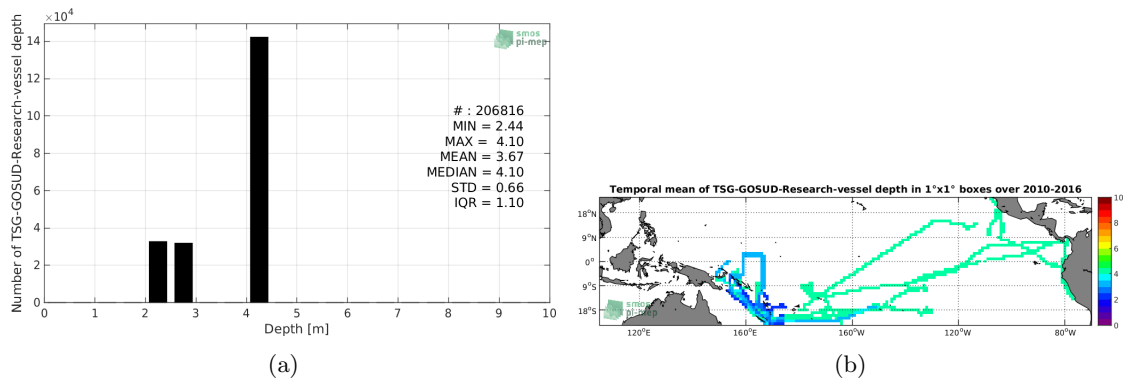 ×10⁴
14
12
10
8
6
4
2
0
Number of TSG-GOSUD-Research-vessel depth
smos
pi-mep
# : 206816
MIN = 2.44
MAX = 4.10
MEAN = 3.67
MEDIAN = 4.10
STD = 0.66
IQR = 1.10
0 1 2 3 4 5 6 7 8 9 10
Depth [m]
(a)
Temporal mean of TSG-GOSUD-Research-vessel depth in 1°x1° boxes over 2010-2016
18°N
9°N
0°
9°S
18°S
smos
pi-mep
120°E 160°E 160°W 120°W 80°W
10
8
6
4
2
0
(b)